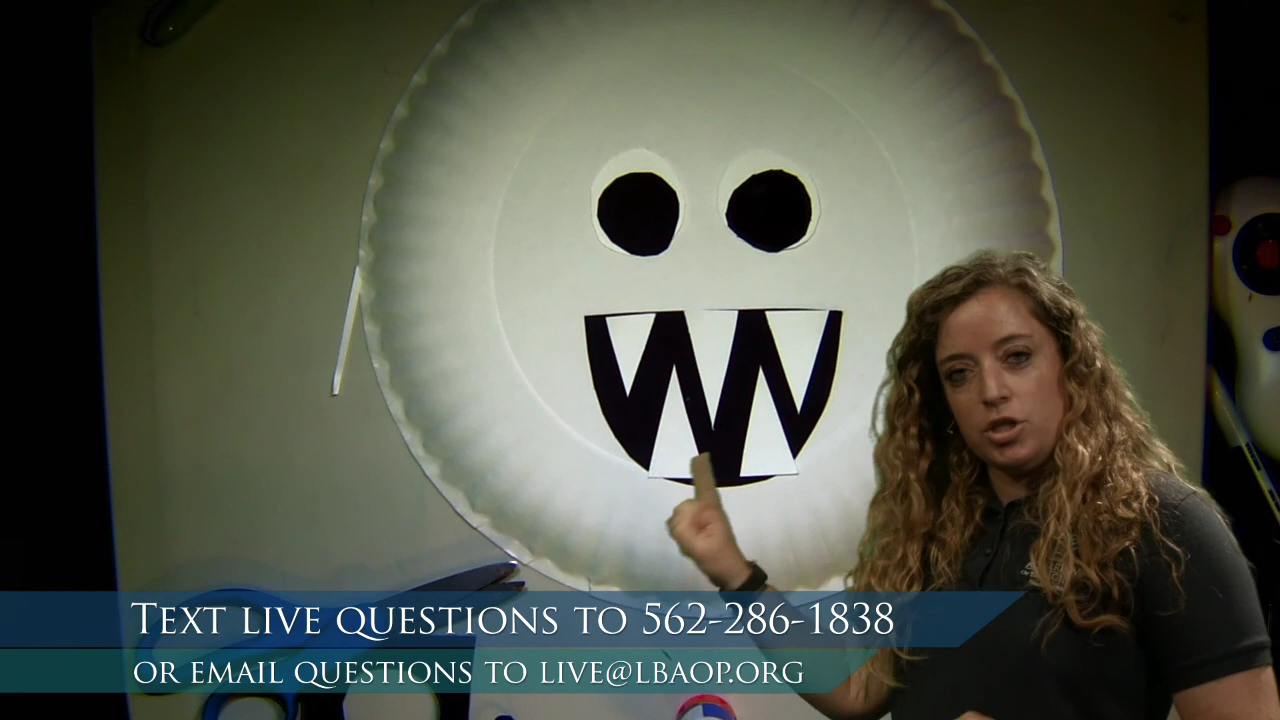 Text live questions to 562-286-1838
or email questions to live@lbaop.org